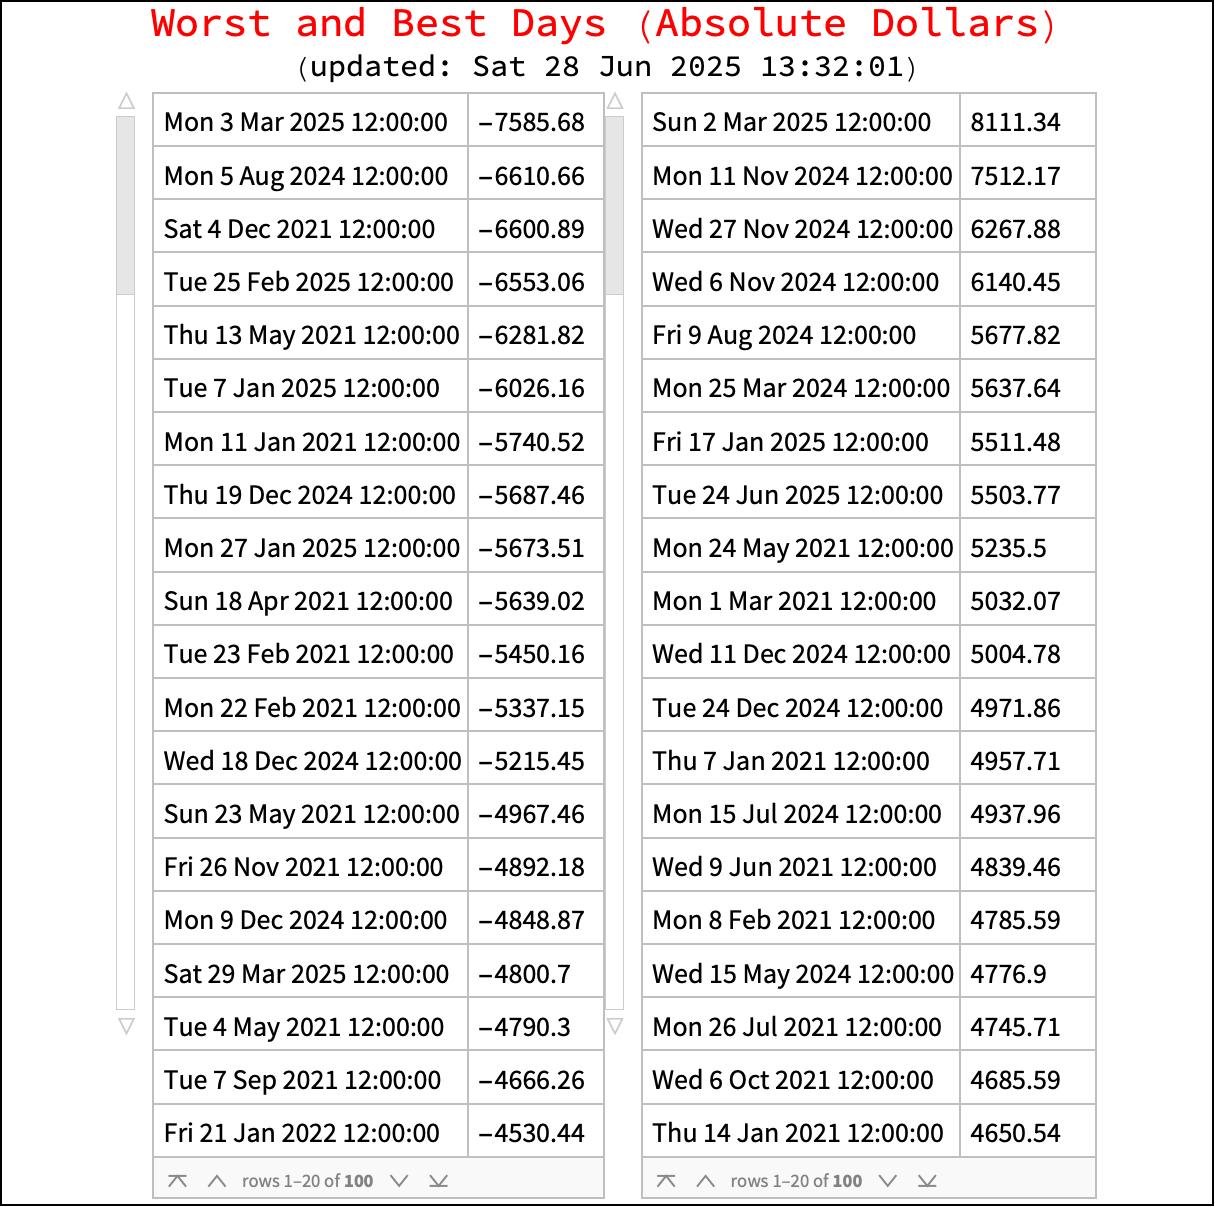 Worst and Best Days (Absolute Dollars)
(updated: Sat 28 Jun 2025 13:32:01)
Mon 3 Mar 2025 12:00:00 −7585.68 Sun 2 Mar 2025 12:00:00 8111.34
Mon 5 Aug 2024 12:00:00 −6610.66 Mon 11 Nov 2024 12:00:00 7512.17
Sat 4 Dec 2021 12:00:00 −6600.89 Wed 27 Nov 2024 12:00:00 6267.88
Tue 25 Feb 2025 12:00:00 −6553.06 Wed 6 Nov 2024 12:00:00 6140.45
Thu 13 May 2021 12:00:00 −6281.82 Fri 9 Aug 2024 12:00:00 5677.82
Tue 7 Jan 2025 12:00:00 −6026.16 Mon 25 Mar 2024 12:00:00 5637.64
Mon 11 Jan 2021 12:00:00 −5740.52 Fri 17 Jan 2025 12:00:00 5511.48
Thu 19 Dec 2024 12:00:00 −5687.46 Tue 24 Jun 2025 12:00:00 5503.77
Mon 27 Jan 2025 12:00:00 −5673.51 Mon 24 May 2021 12:00:00 5235.5
Sun 18 Apr 2021 12:00:00 −5639.02 Mon 1 Mar 2021 12:00:00 5032.07
Tue 23 Feb 2021 12:00:00 −5450.16 Wed 11 Dec 2024 12:00:00 5004.78
Mon 22 Feb 2021 12:00:00 −5337.15 Tue 24 Dec 2024 12:00:00 4971.86
Wed 18 Dec 2024 12:00:00 −5215.45 Thu 7 Jan 2021 12:00:00 4957.71
Sun 23 May 2021 12:00:00 −4967.46 Mon 15 Jul 2024 12:00:00 4937.96
Fri 26 Nov 2021 12:00:00 −4892.18 Wed 9 Jun 2021 12:00:00 4839.46
Mon 9 Dec 2024 12:00:00 −4848.87 Mon 8 Feb 2021 12:00:00 4785.59
Sat 29 Mar 2025 12:00:00 −4800.7 Wed 15 May 2024 12:00:00 4776.9
Tue 4 May 2021 12:00:00 −4790.3 Mon 26 Jul 2021 12:00:00 4745.71
Tue 7 Sep 2021 12:00:00 −4666.26 Wed 6 Oct 2021 12:00:00 4685.59
Fri 21 Jan 2022 12:00:00 −4530.44 Thu 14 Jan 2021 12:00:00 4650.54
rows 1–20 of 100 rows 1–20 of 100